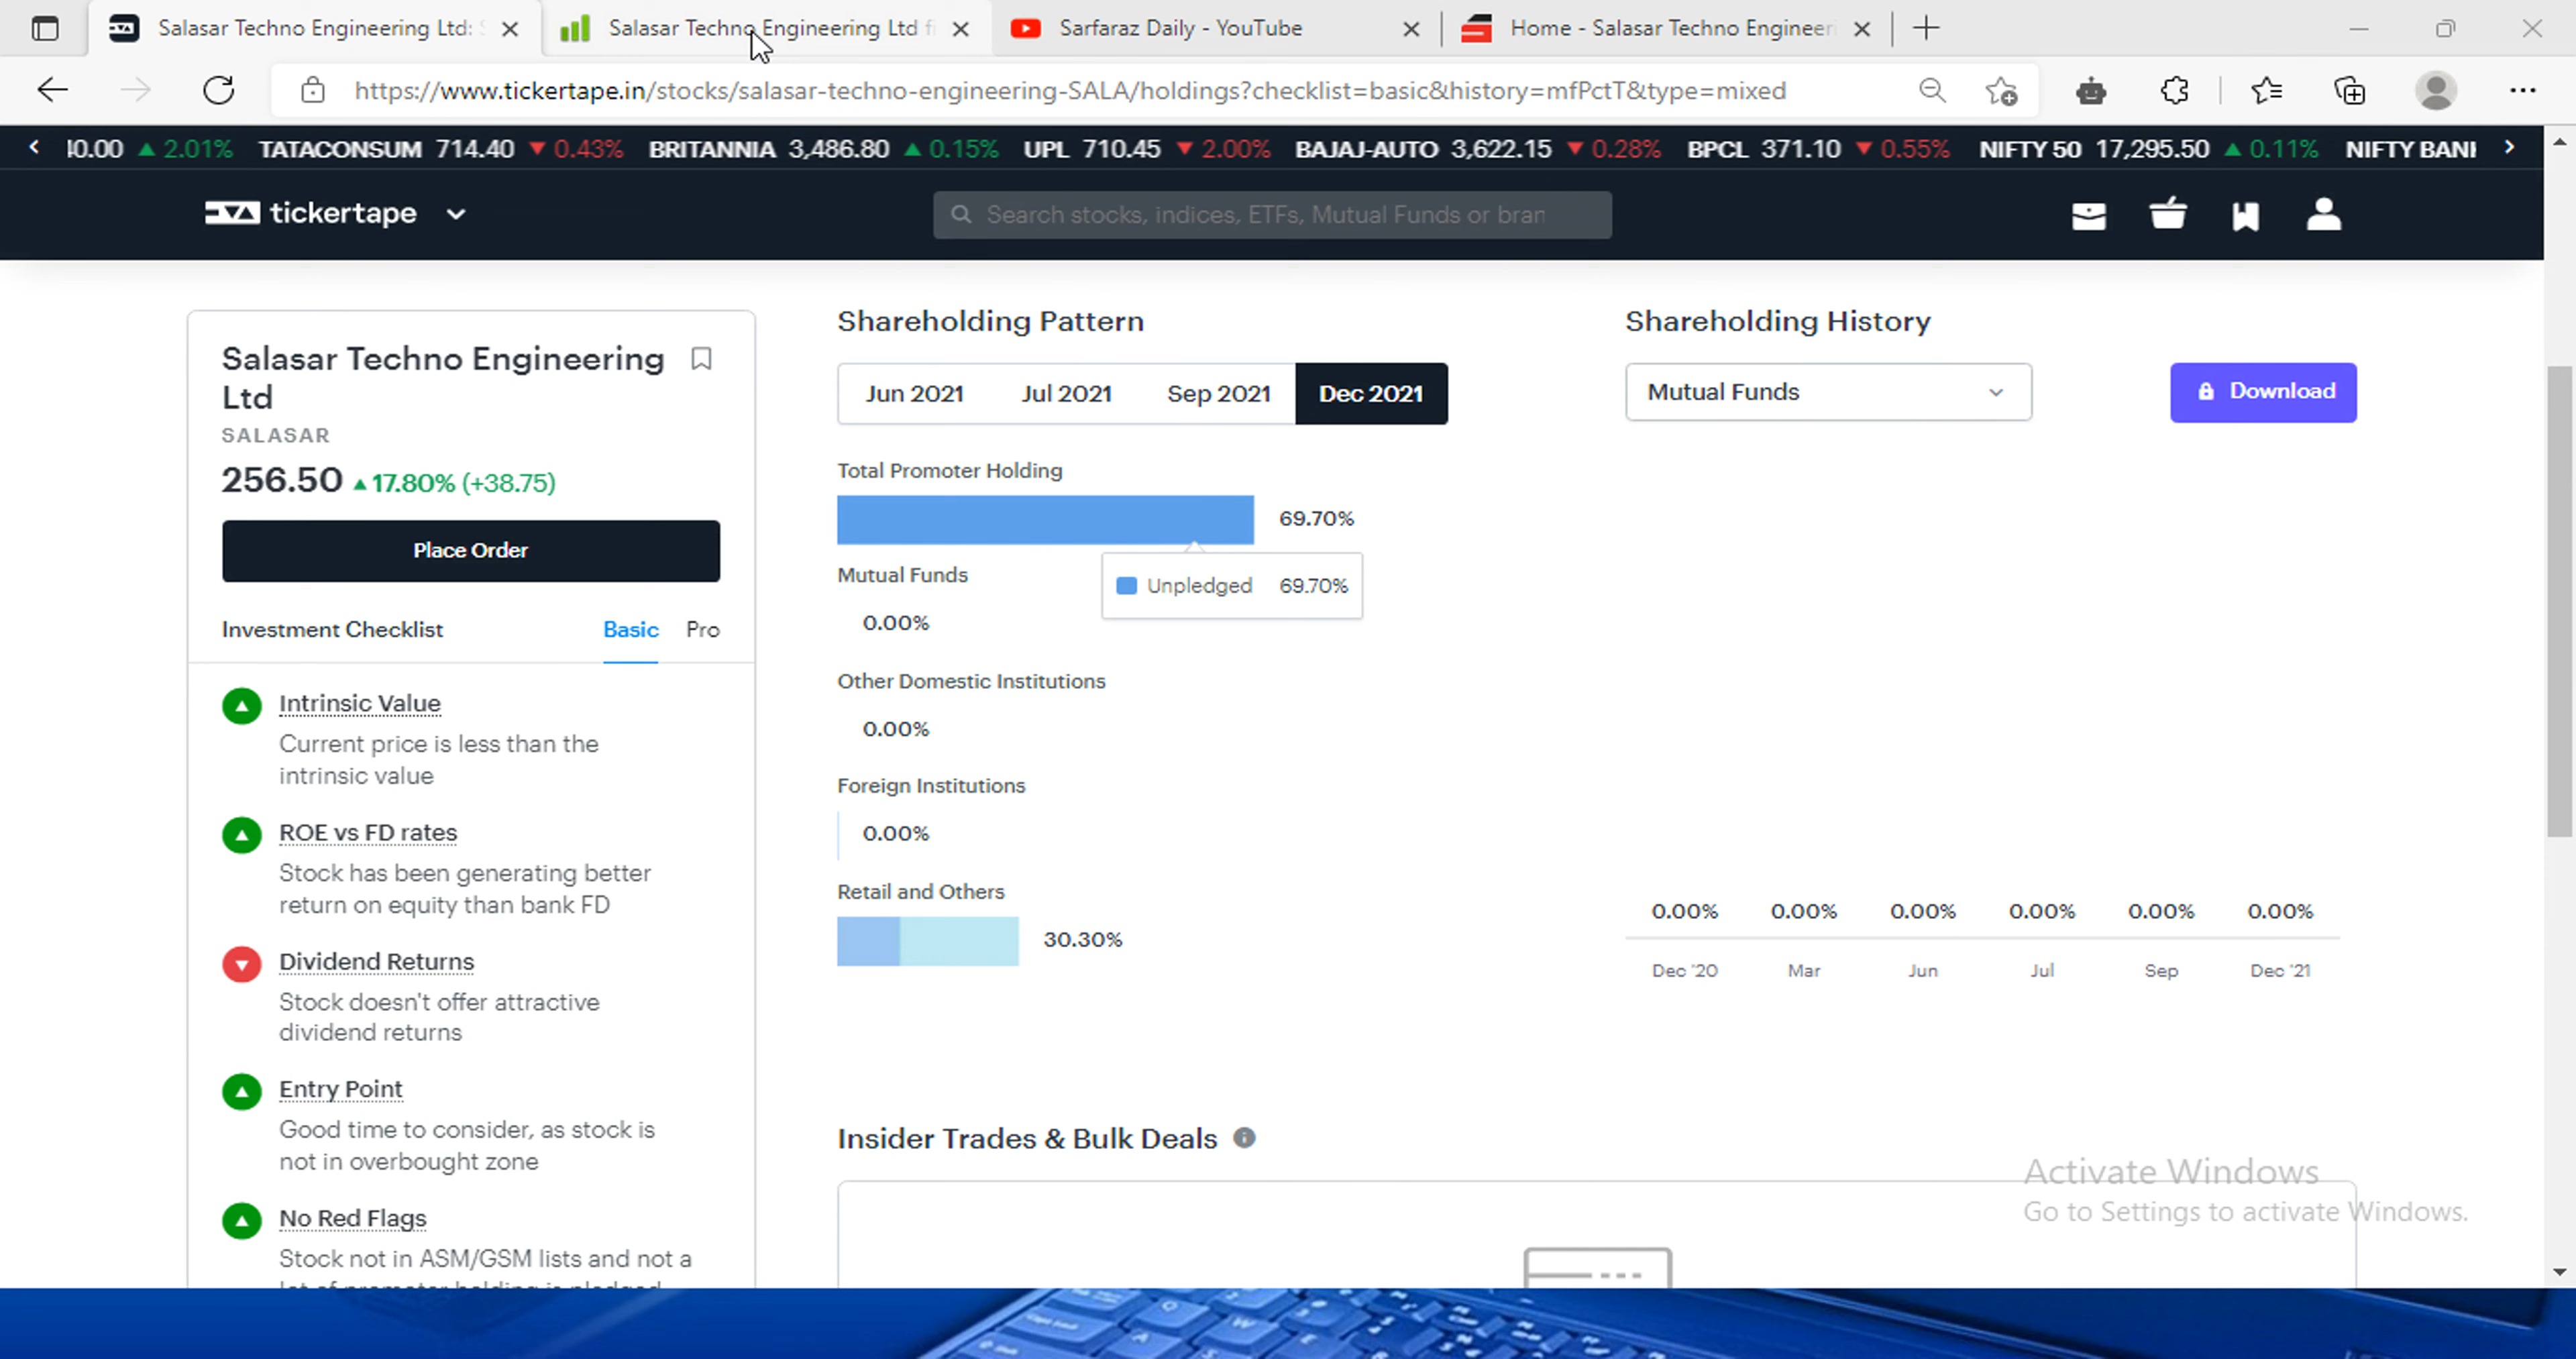 Salasar Techno Engineering Ltd:
Salasar Techno Engineering Ltd
Sarfaraz Daily - YouTube
Home - Salasar Techno Engineer
https://www.tickertape.in/stocks/salasar-techno-engineering-SALA/holdings?checklist=basic&history=mfPctT&type=mixed
0.00 ▲ 2.01% TATACONSUM 714.40 ▼ 0.43% BRITANNIA 3,486.80 ▲ 0.15% UPL 710.45 ▼ 2.00% BAJAJ-AUTO 3,622.15 ▼ 0.28% BPCL 371.10 ▼ 0.55% NIFTY 50 17,295.50 ▲ 0.11% NIFTY BANK
tickertape
Search stocks, indices, ETFs, Mutual Funds or bran
Salasar Techno Engineering
Ltd
SALASAR
256.50 ▲ 17.80% (+38.75)
Place Order
Investment Checklist Basic Pro
Intrinsic Value
Current price is less than the
intrinsic value
ROE vs FD rates
Stock has been generating better
return on equity than bank FD
Dividend Returns
Stock doesn't offer attractive
dividend returns
Entry Point
Good time to consider, as stock is
not in overbought zone
No Red Flags
Stock not in ASM/GSM lists and not a
lot of promoter holding is pledged
Shareholding Pattern
Jun 2021 Jul 2021 Sep 2021 Dec 2021
Total Promoter Holding
69.70%
Unpledged 69.70%
Mutual Funds
0.00%
Other Domestic Institutions
0.00%
Foreign Institutions
0.00%
Retail and Others
30.30%
Shareholding History
Mutual Funds
Download
0.00% 0.00% 0.00% 0.00% 0.00% 0.00%
Dec '20 Mar Jun Jul Sep Dec '21
Insider Trades & Bulk Deals
Activate Windows
Go to Settings to activate Windows.